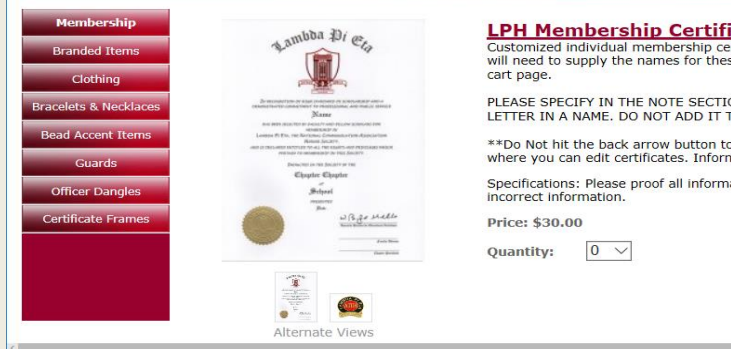 Membership
Branded Items
Clothing
Bracelets & Necklaces
Bead Accent Items
Guards
Officer Dangles
Certificate Frames
Lambda Pi Eta
Name
Chapter Chapter
of
School
Alternate Views
LPH Membership Certifi
Customized individual membership ce
will need to supply the names for thes
cart page.
PLEASE SPECIFY IN THE NOTE SECTIO
LETTER IN A NAME. DO NOT ADD IT T
**Do Not hit the back arrow button to
where you can edit certificates. Inform
Specifications: Please proof all informa
incorrect information.
Price: $30.00
Quantity:
0